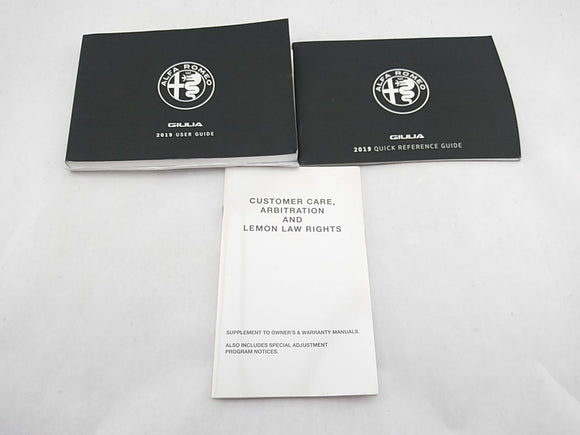 ALFA ROMEO
GIULIA
2019 USER GUIDE
ALFA ROMEO
GIULIA
2019 QUICK REFERENCE GUIDE
CUSTOMER CARE,
ARBITRATION
AND
LEMON LAW RIGHTS
SUPPLEMENT TO OWNER'S & WARRANTY MANUALS.
ALSO INCLUDES SPECIAL ADJUSTMENT
PROGRAM NOTICES.